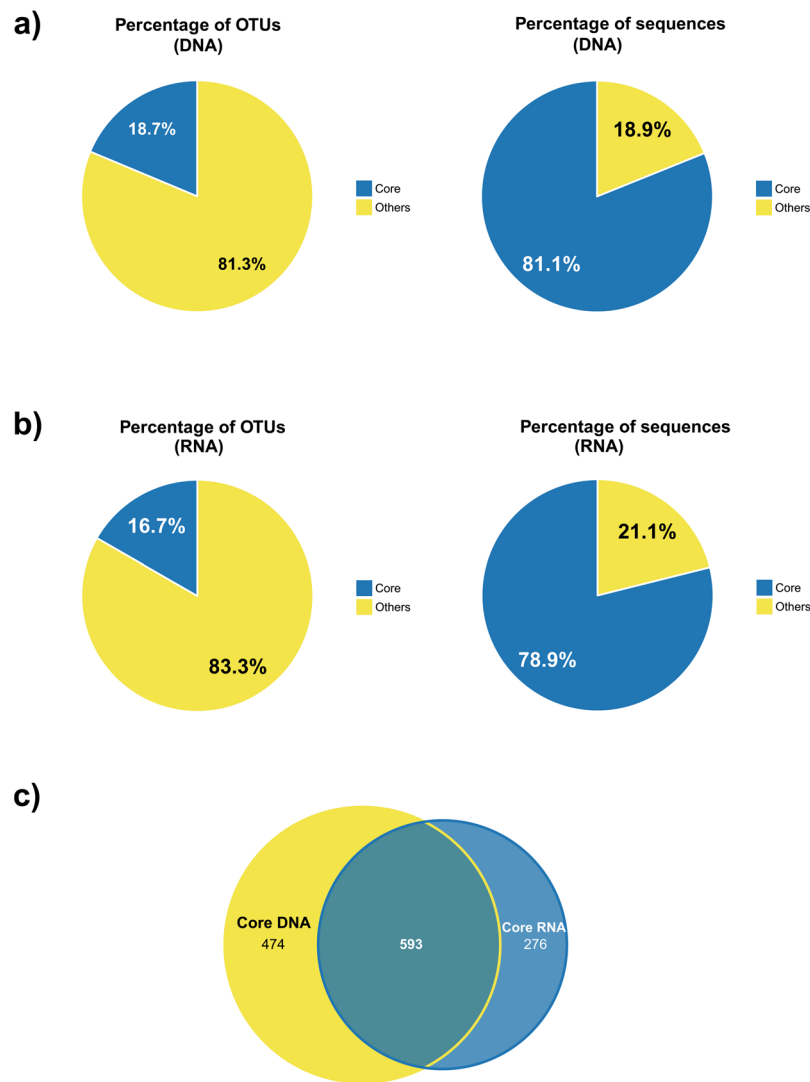 a)
Percentage of OTUs
(DNA)
18.7%
81.3%
Core
Others
Percentage of sequences
(DNA)
18.9%
81.1%
Core
Others
b)
Percentage of OTUs
(RNA)
16.7%
83.3%
Core
Others
Percentage of sequences
(RNA)
21.1%
78.9%
Core
Others
c)
Core DNA
474
593
Core RNA
276